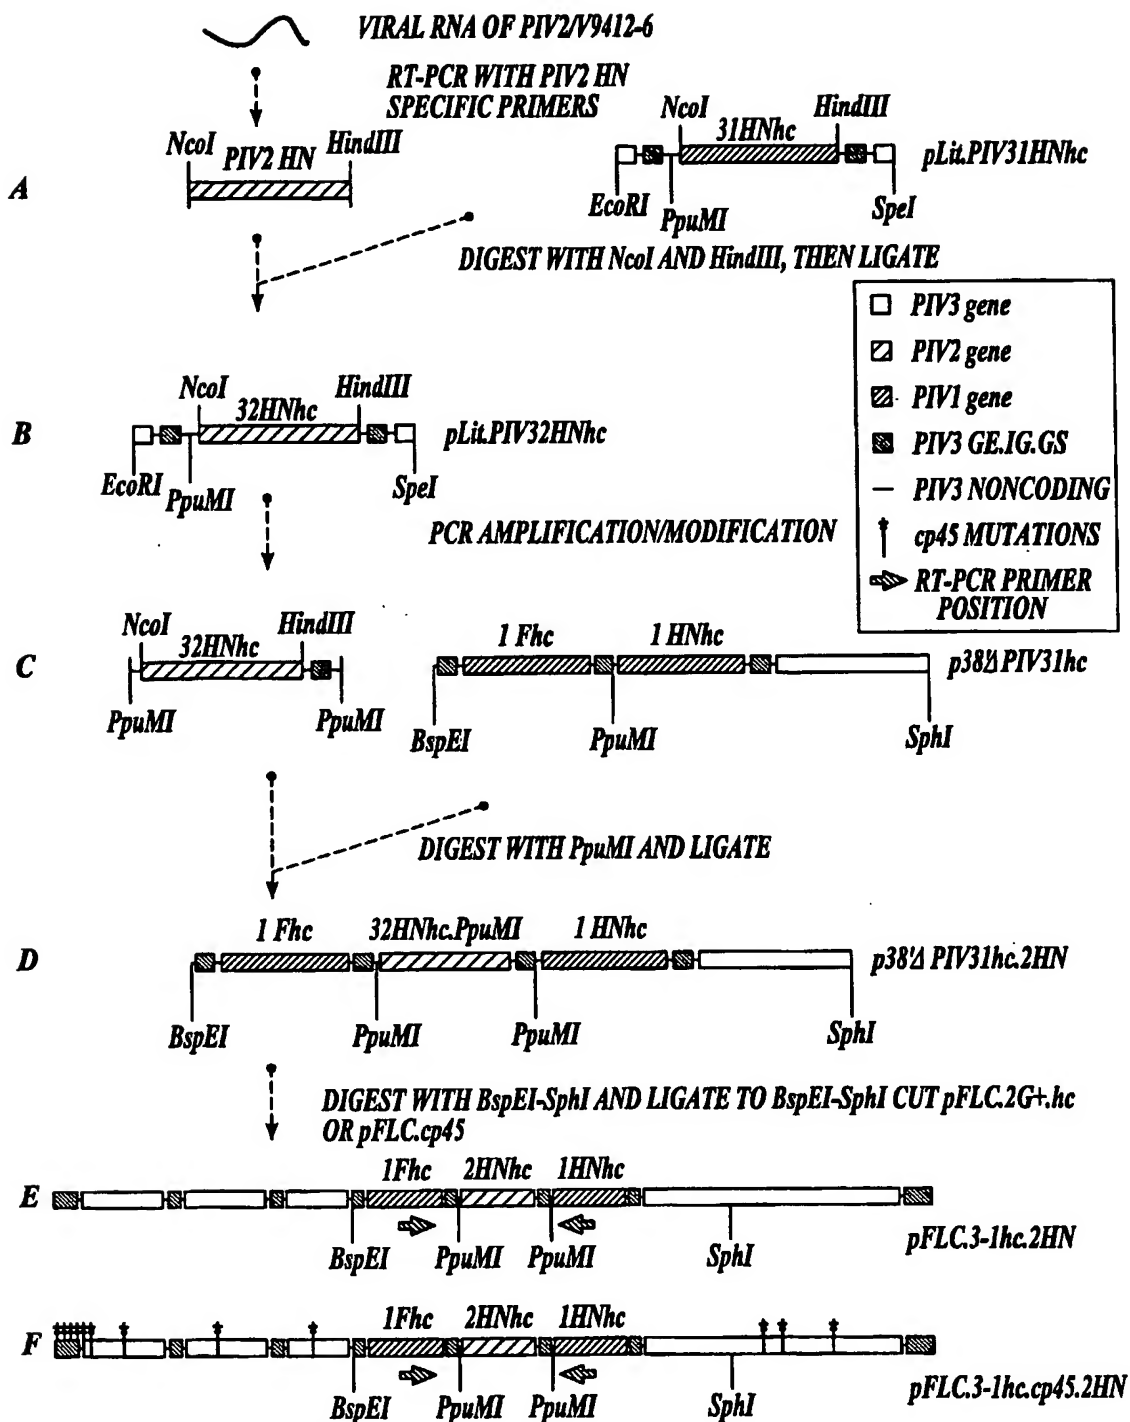 VIRAL RNA OF PIV2/V9412-6
RT-PCR WITH PIV2 HN
SPECIFIC PRIMERS
A
NcoI
PIV2 HN
HindIII
NcoI
31HNhc
HindIII
pLit.PIV31HNhc
EcoRI
PpuMI
SpeI
DIGEST WITH NcoI AND HindIII, THEN LIGATE
PIV3 gene
PIV2 gene
PIV1 gene
PIV3 GE.IG.GS
PIV3 NONCODING
cp45 MUTATIONS
RT-PCR PRIMER
POSITION
B
NcoI
32HNhc
HindIII
pLit.PIV32HNhc
EcoRI
PpuMI
SpeI
PCR AMPLIFICATION/MODIFICATION
C
NcoI
32HNhc
HindIII
PpuMI
PpuMI
1 Fhc
1 HNhc
p38'Δ PIV31hc
BspEI
PpuMI
SphI
DIGEST WITH PpuMI AND LIGATE
D
1 Fhc
32HNhc.PpuMI
1 HNhc
p38'Δ PIV31hc.2HN
BspEI
PpuMI
PpuMI
SphI
DIGEST WITH BspEI-SphI AND LIGATE TO BspEI-SphI CUT pFLC.2G+.hc
OR pFLC.cp45
E
1Fhc
2HNhc
1HNhc
BspEI
PpuMI
PpuMI
SphI
pFLC.3-1hc.2HN
F
1Fhc
2HNhc
1HNhc
BspEI
PpuMI
PpuMI
SphI
pFLC.3-1hc.cp45.2HN